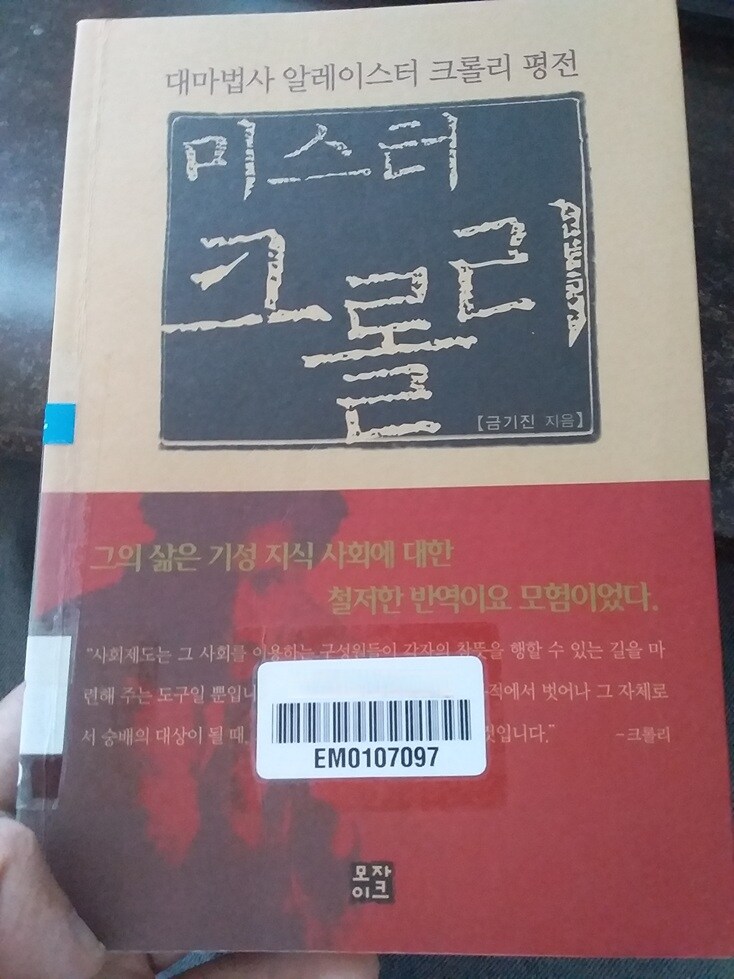 대마법사 알레이스터 크롤리 평전
미스터
크롤리
【금기진 지음】
그의 삶은 기성 지식 사회에 대한
철저한 반역이요 모험이었다.
"사회제도는 그 사회를 이용하는 구성원들이 각자의 참뜻을 행할 수 있는 길을 마
련해 주는 도구일 뿐입니 적에서 벗어나 그 자체로
서 숭배의 대상이 될 때, 것입니다." -크롤리
EM0107097
모자
이크